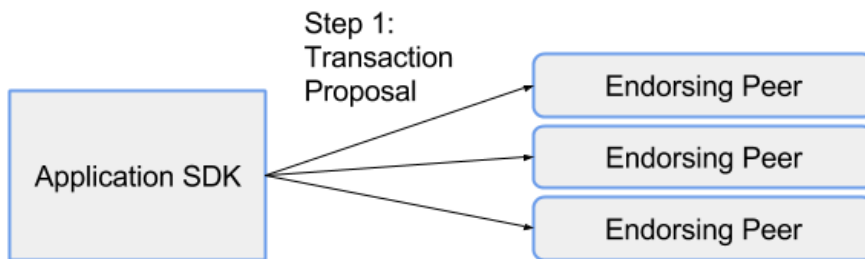 Step 1:
Transaction
Proposal
Application SDK
Endorsing Peer
Endorsing Peer
Endorsing Peer